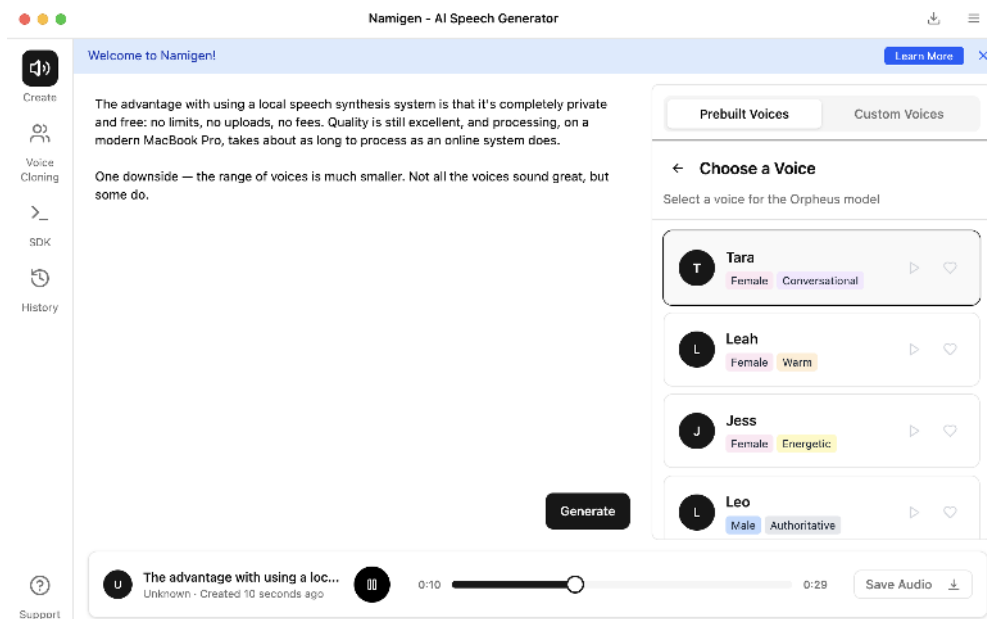 Namigen - AI Speech Generator
Welcome to Namigen!
Learn More
Create
Voice
Cloning
SDK
History
Support
The advantage with using a local speech synthesis system is that it's completely private
and free: no limits, no uploads, no fees. Quality is still excellent, and processing, on a
modern MacBook Pro, takes about as long to process as an online system does.
One downside — the range of voices is much smaller. Not all the voices sound great, but
some do.
Generate
Prebuilt Voices
Custom Voices
Choose a Voice
Select a voice for the Orpheus model
T
Tara
Female
Conversational
L
Leah
Female
Warm
J
Jess
Female
Energetic
L
Leo
Male
Authoritative
U
The advantage with using a loc...
Unknown · Created 10 seconds ago
0:10
0:29
Save Audio